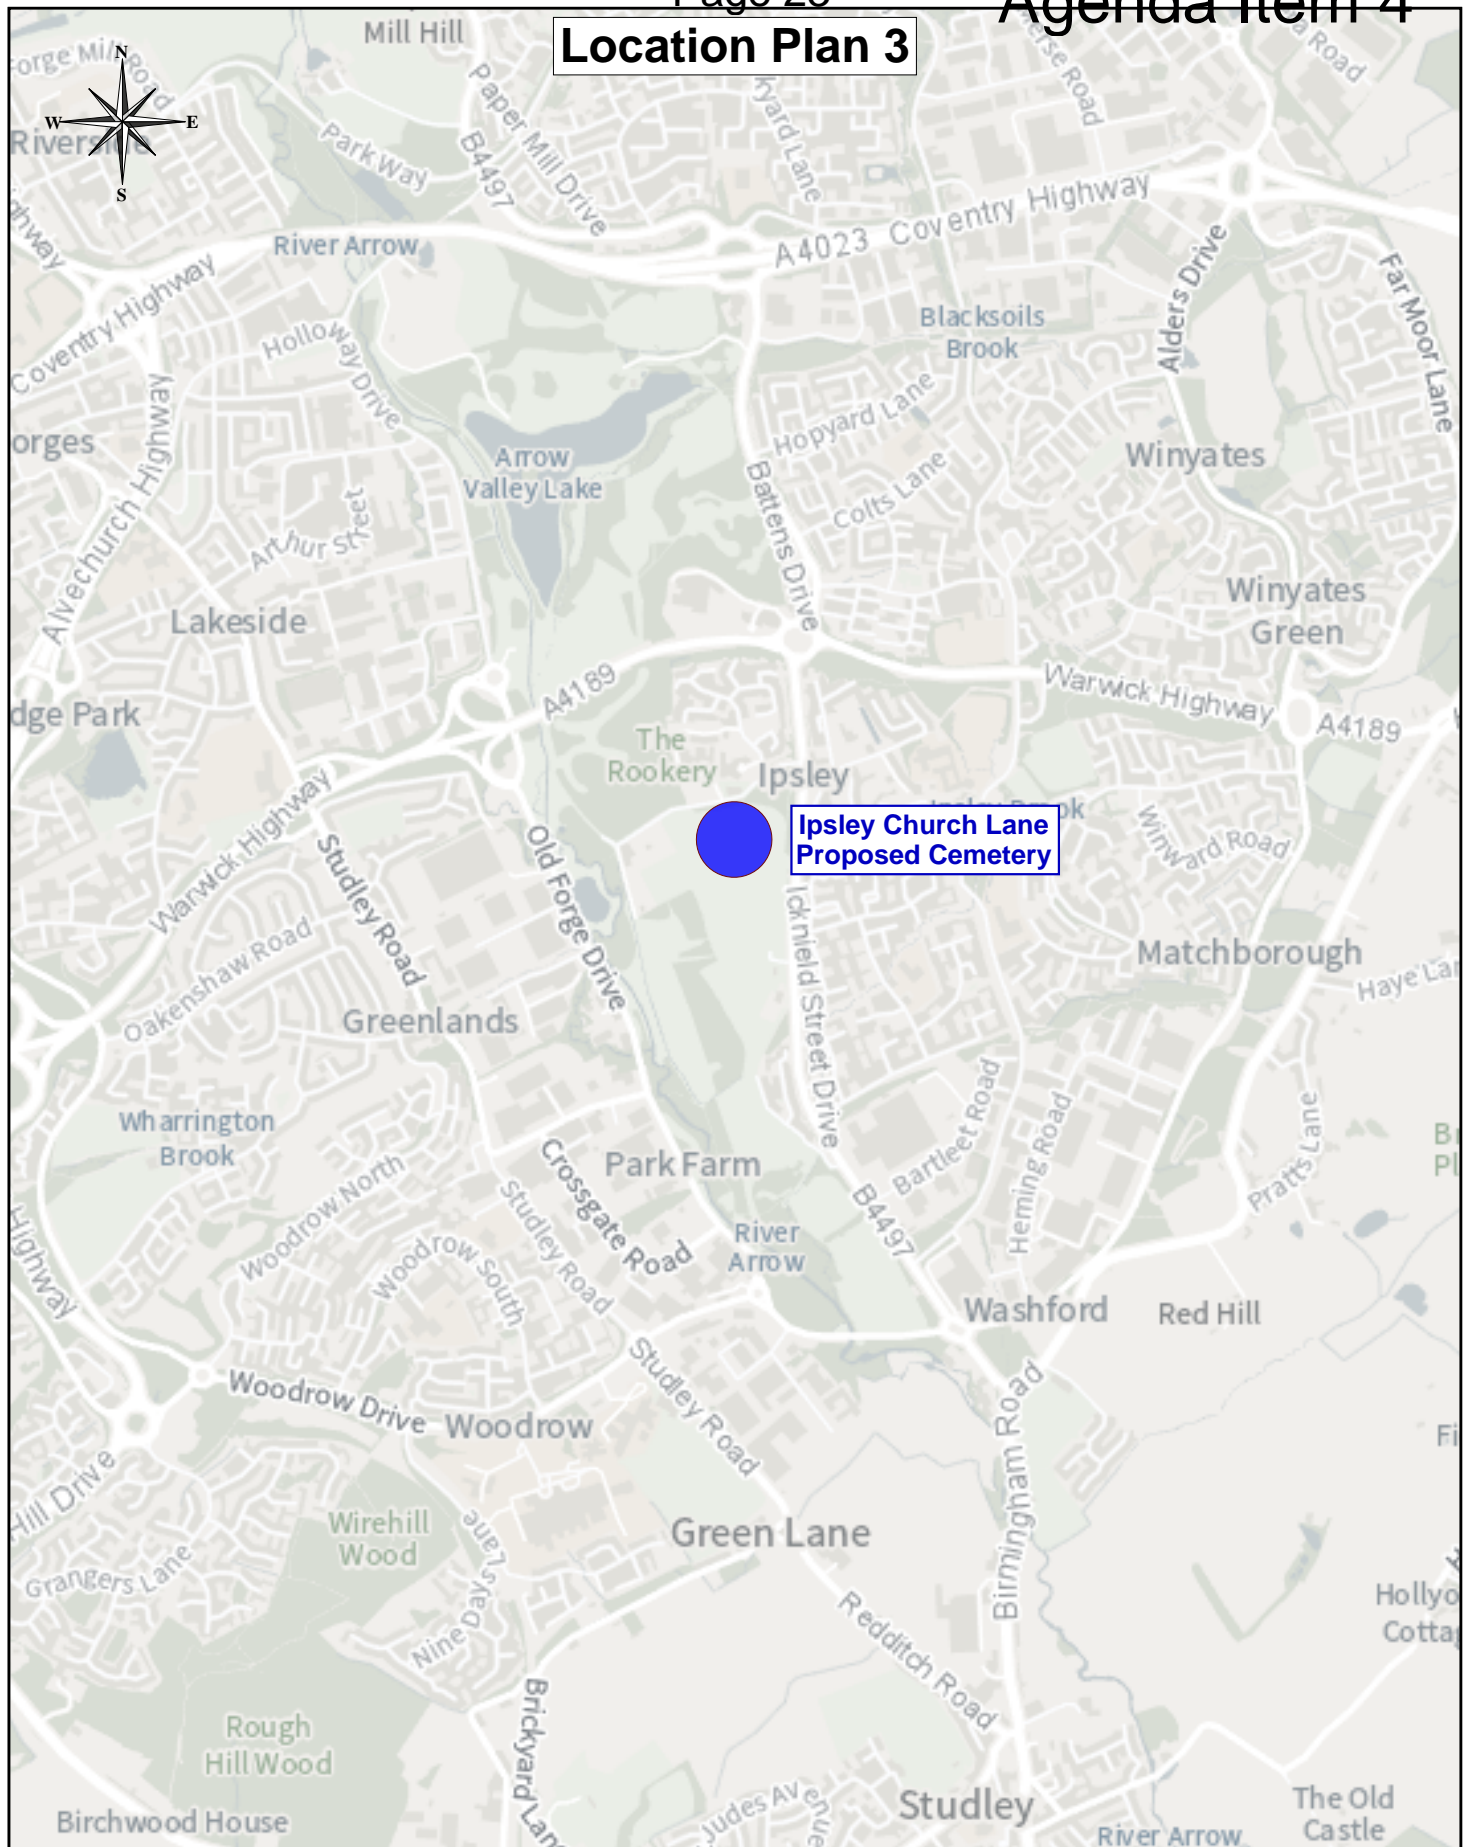 Agenda Item 4
Location Plan 3
Mill Hill
N
W
E
S
Riverside
Park Way
B4497
Paper Mill Drive
River Arrow
A4023
Coventry Highway
Coventry Highway
Holloway Drive
Alders Drive
Far Moor Lane
Blacksoils
Brook
Hopyard Lane
Colts Lane
Winyates
Arrow
Valley Lake
Battens Drive
Alvechurch Highway
Arthur Street
Lakeside
Winyates
Green
A4189
Warwick Highway
A4189
The
Rookery
Ipsley
Ipsley Church Lane
Proposed Cemetery
Winward Road
Warwick Highway
Studley Road
Old Forge Drive
Icknield Street Drive
Oakenshaw Road
Matchborough
Greenlands
Wharrington
Brook
Bartleet Road
Heming Road
Pratts Lane
Park Farm
Crossgate Road
Woodrow North
Woodrow South
Studley Road
B4497
River
Arrow
Highway
Washford
Red Hill
Woodrow Drive
Woodrow
Studley Road
Birmingham Road
Hill Drive
Wirehill
Wood
Nine Days Lane
Green Lane
Grangers Lane
Redditch Road
Rough
Hill Wood
Brickyard Lane
Birchwood House
Studley
The Old
Castle
River Arrow